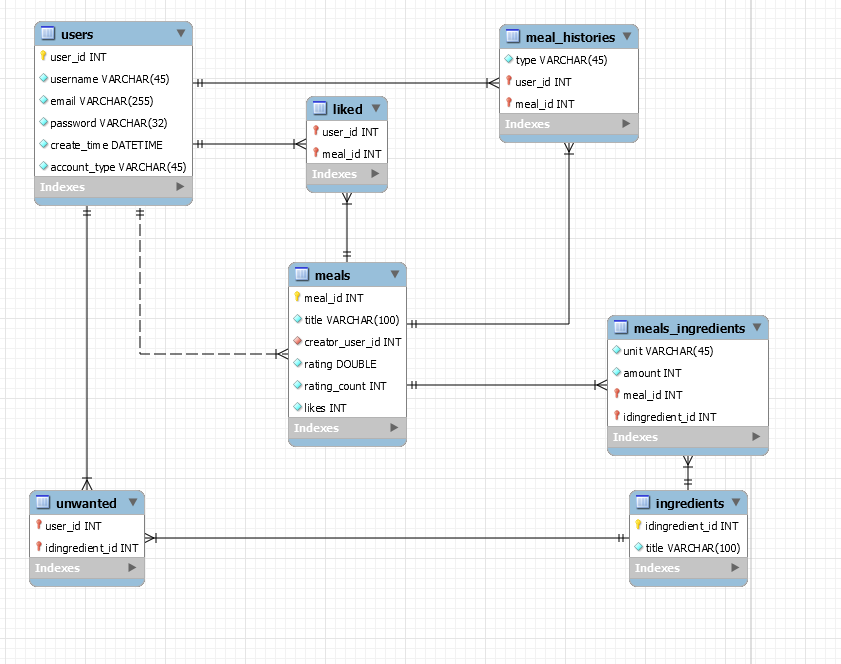 users
user_id INT
username VARCHAR(45)
email VARCHAR(255)
password VARCHAR(32)
create_time DATETIME
account_type VARCHAR(45)
Indexes
meal_histories
type VARCHAR(45)
user_id INT
meal_id INT
Indexes
liked
user_id INT
meal_id INT
Indexes
meals
meal_id INT
title VARCHAR(100)
creator_user_id INT
rating DOUBLE
rating_count INT
likes INT
Indexes
meals_ingredients
unit VARCHAR(45)
amount INT
meal_id INT
idingredient_id INT
Indexes
unwanted
user_id INT
idingredient_id INT
Indexes
ingredients
idingredient_id INT
title VARCHAR(100)
Indexes